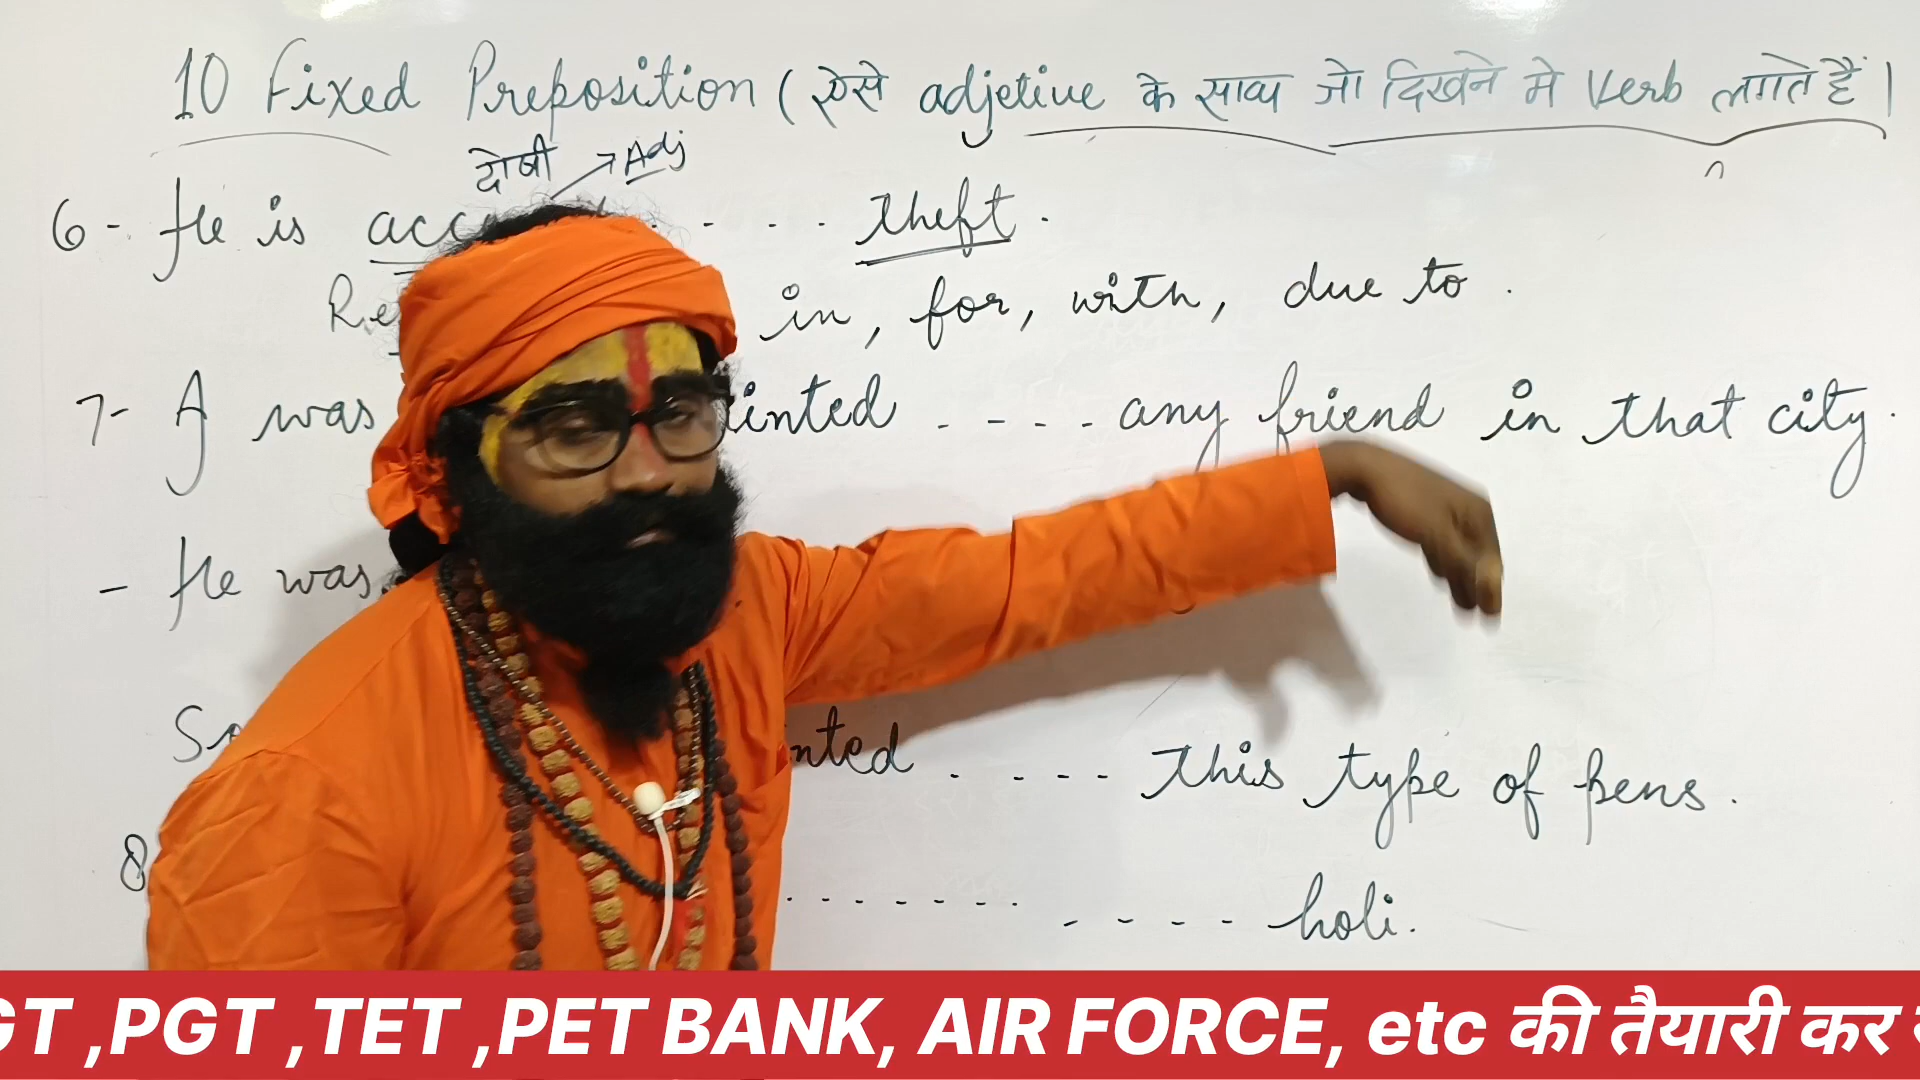 10 Fixed Preposition ( ऐसे adjetive के साथ जो दिखने मे Verb लगते हैं।
दोषी → Adj
6- He is acc - - - theft.
Re in, for, with, due to.
7- I was inted - - - - any friend in that city.
- He was
So nted - - - - this type of pens.
8 - - - - - - - - - - - holi.
GT ,PGT ,TET ,PET BANK, AIR FORCE, etc की तैयारी कर